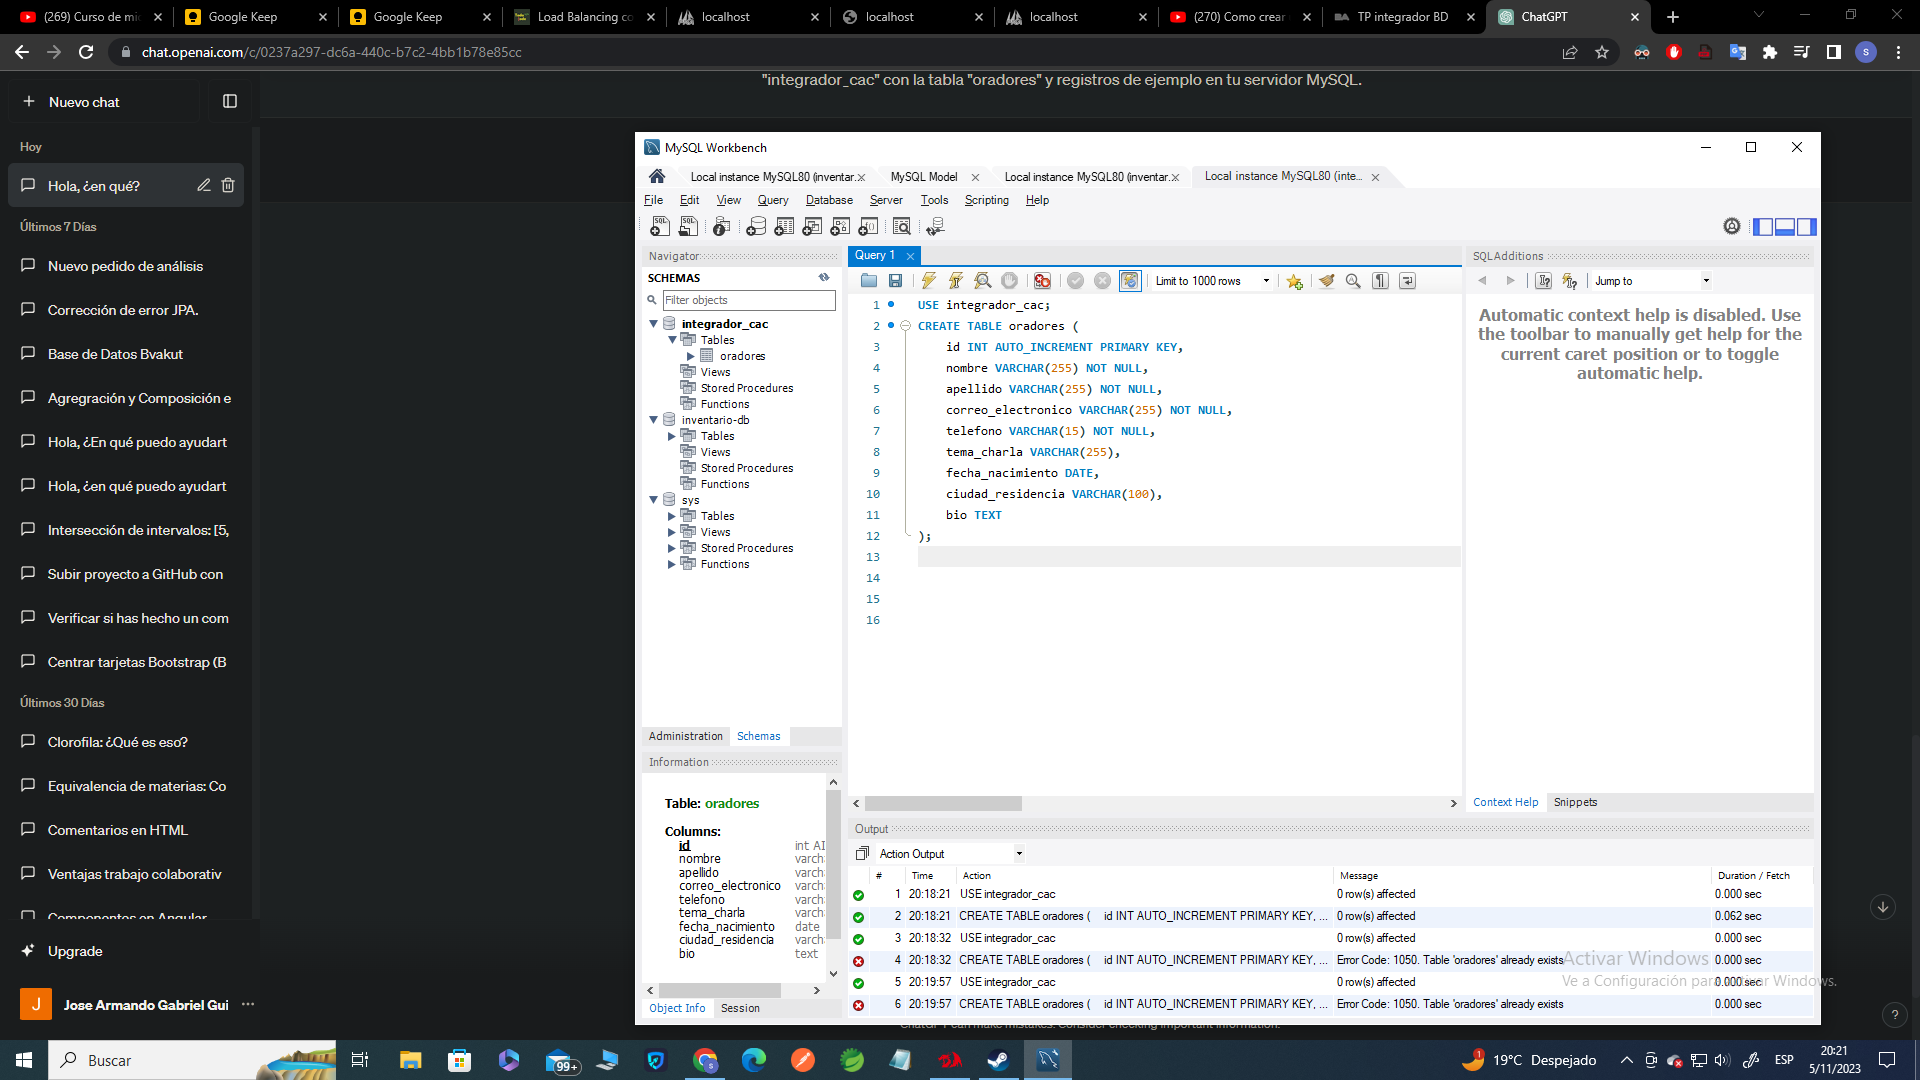 (269) Curso de mic
Google Keep
Google Keep
Load Balancing co
localhost
localhost
localhost
(270) Como crear
TP integrador BD
ChatGPT
chat.openai.com/c/0237a297-dc6a-440c-b7c2-4bb1b78e85cc
Nuevo chat
Hoy
Hola, ¿en qué?
Últimos 7 Días
Nuevo pedido de análisis
Corrección de error JPA.
Base de Datos Bvakut
Agregración y Composición e
Hola, ¿En qué puedo ayudart
Hola, ¿en qué puedo ayudart
Intersección de intervalos: [5,
Subir proyecto a GitHub con
Verificar si has hecho un com
Centrar tarjetas Bootstrap (B
Últimos 30 Días
Clorofila: ¿Qué es eso?
Equivalencia de materias: Co
Comentarios en HTML
Ventajas trabajo colaborativ
Componentes en Angular
Upgrade
J
Jose Armando Gabriel Gui
"integrador_cac" con la tabla "oradores" y registros de ejemplo en tu servidor MySQL.
MySQL Workbench
Local instance MySQL80 (inventar.
MySQL Model
Local instance MySQL80 (inventar.
Local instance MySQL80 (inte...
File Edit View Query Database Server Tools Scripting Help
Navigator
SCHEMAS
Filter objects
integrador_cac
Tables
oradores
Views
Stored Procedures
Functions
inventario-db
Tables
Views
Stored Procedures
Functions
sys
Tables
Views
Stored Procedures
Functions
Administration Schemas
Information
Table: oradores
Columns:
id int AI
nombre varch
apellido varch
correo_electronico varch
telefono varch
tema_charla varch
fecha_nacimiento date
ciudad_residencia varch
bio text
Object Info Session
Query 1
Limit to 1000 rows
1 USE integrador_cac;
2 CREATE TABLE oradores (
3 id INT AUTO_INCREMENT PRIMARY KEY,
4 nombre VARCHAR(255) NOT NULL,
5 apellido VARCHAR(255) NOT NULL,
6 correo_electronico VARCHAR(255) NOT NULL,
7 telefono VARCHAR(15) NOT NULL,
8 tema_charla VARCHAR(255),
9 fecha_nacimiento DATE,
10 ciudad_residencia VARCHAR(100),
11 bio TEXT
12 );
13
14
15
16
SQLAdditions
Jump to
Automatic context help is disabled. Use
the toolbar to manually get help for the
current caret position or to toggle
automatic help.
Context Help Snippets
Output
Action Output
# Time Action Message Duration / Fetch
1 20:18:21 USE integrador_cac 0 row(s) affected 0.000 sec
2 20:18:21 CREATE TABLE oradores ( id INT AUTO_INCREMENT PRIMARY KEY, ... 0 row(s) affected 0.062 sec
3 20:18:32 USE integrador_cac 0 row(s) affected 0.000 sec
4 20:18:32 CREATE TABLE oradores ( id INT AUTO_INCREMENT PRIMARY KEY, ... Error Code: 1050. Table 'oradores' already exists 0.000 sec
5 20:19:57 USE integrador_cac 0 row(s) affected 0.000 sec
6 20:19:57 CREATE TABLE oradores ( id INT AUTO_INCREMENT PRIMARY KEY, ... Error Code: 1050. Table 'oradores' already exists 0.000 sec
Activar Windows
Ve a Configuración para activar Windows.
ChatGPT can make mistakes. Consider checking important information.
?
Buscar
99+
1
19°C Despejado
ESP
20:21
5/11/2023